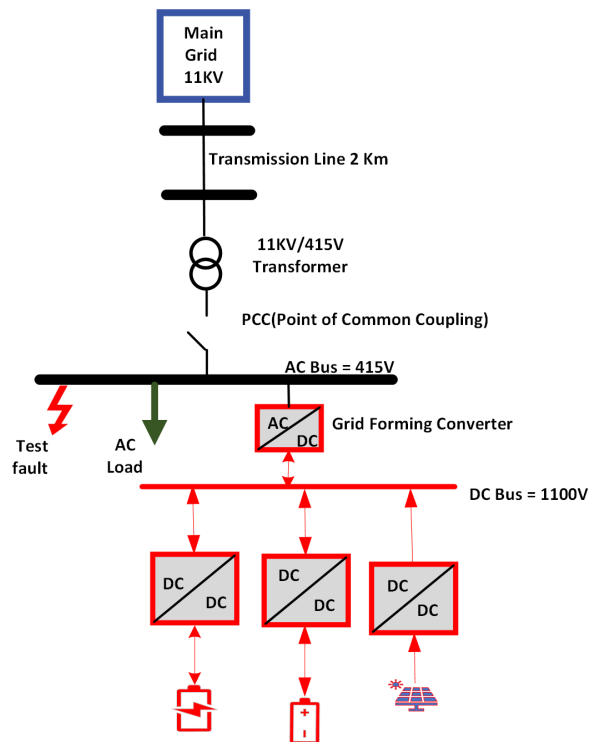 Main
Grid
11KV
Transmission Line 2 Km
11KV/415V
Transformer
PCC(Point of Common Coupling)
AC Bus = 415V
Test
fault
AC
Load
AC
DC
Grid Forming Converter
DC Bus = 1100V
DC
DC
DC
DC
DC
DC
+
-